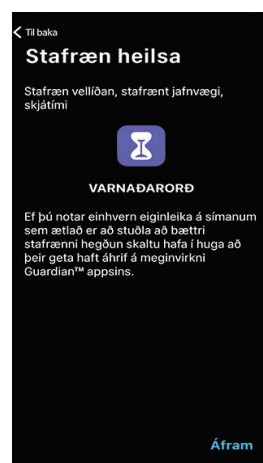 Til baka
Stafræn heilsa
Stafræn vellíðan, stafrænt jafnvægi,
skjátími
VARNAÐARORÐ
Ef þú notar einhvern eiginleika á símanum
sem ætlað er að stuðla að bættri
stafrænni hegðun skaltu hafa í huga að
þeir geta haft áhrif á meginvirkni
Guardian™ appsins.
Áfram